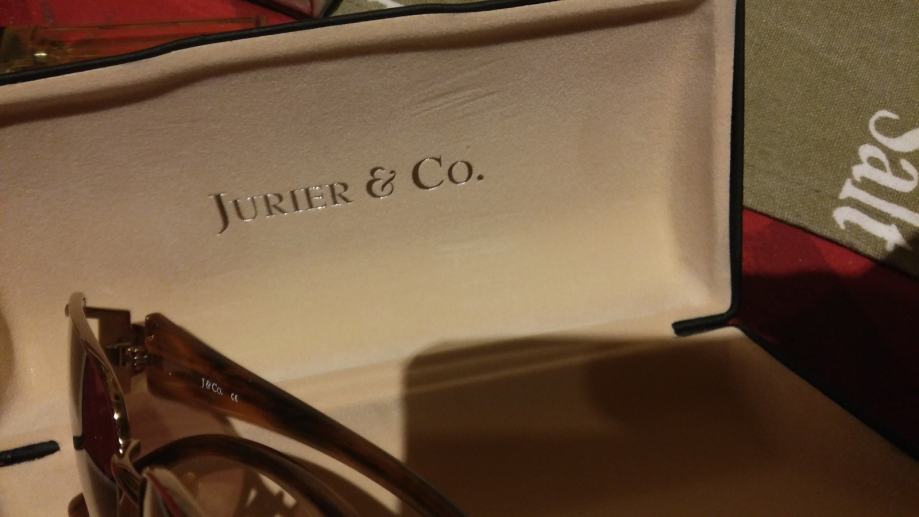 JURIER & CO.
Salt
J&Co. CE